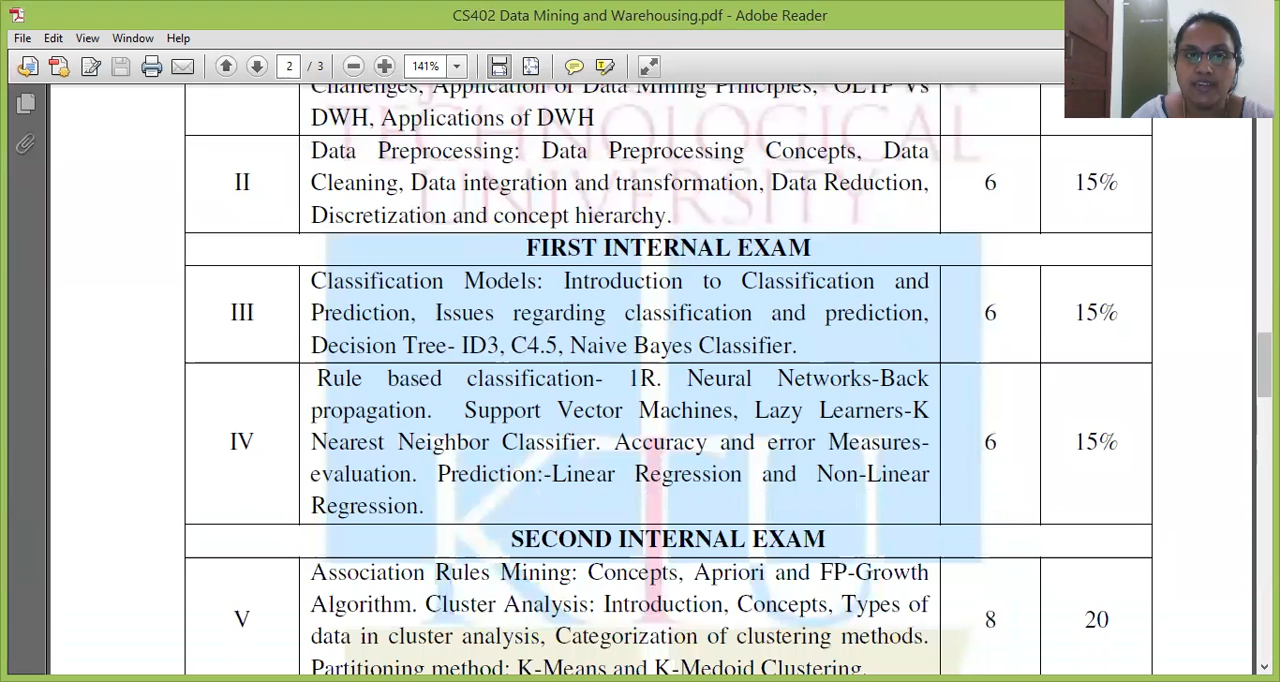 CS402 Data Mining and Warehousing.pdf - Adobe Reader
File Edit View Window Help
2 / 3 141%
Challenges, Application of Data Mining Principles, OLTP Vs
DWH, Applications of DWH
II
Data Preprocessing: Data Preprocessing Concepts, Data
Cleaning, Data integration and transformation, Data Reduction,
Discretization and concept hierarchy.
6
15%
FIRST INTERNAL EXAM
III
Classification Models: Introduction to Classification and
Prediction, Issues regarding classification and prediction,
Decision Tree- ID3, C4.5, Naive Bayes Classifier.
6
15%
IV
Rule based classification- 1R. Neural Networks-Back
propagation. Support Vector Machines, Lazy Learners-K
Nearest Neighbor Classifier. Accuracy and error Measures-
evaluation. Prediction:-Linear Regression and Non-Linear
Regression.
6
15%
SECOND INTERNAL EXAM
V
Association Rules Mining: Concepts, Apriori and FP-Growth
Algorithm. Cluster Analysis: Introduction, Concepts, Types of
data in cluster analysis, Categorization of clustering methods.
Partitioning method: K-Means and K-Medoid Clustering.
8
20
TECHNOLOGICAL
UNIVERSITY
KTU